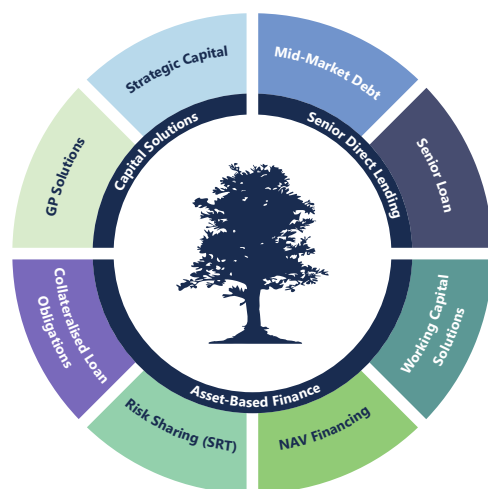 Strategic Capital
Mid-Market Debt
Capital Solutions
Senior Direct Lending
GP Solutions
Senior Loan
Collateralised Loan
Obligations
Working Capital
Solutions
Asset-Based Finance
Risk Sharing (SRT)
NAV Financing